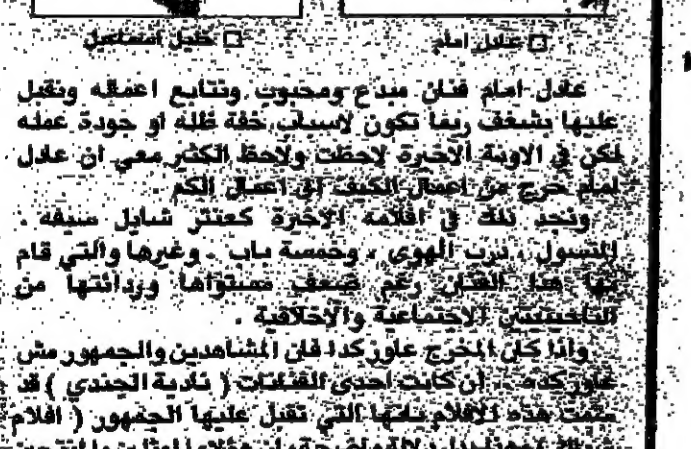 عادل امام
خليل اسماعيل
عادل امام فنان مبدع ومحبوب ونتابع اعماله ونقبل
عليها بشغف ربما تكون لاسباب خفة ظله او جودة عمله
لكن في الاونة الاخيرة لاحظت ولاحظ الكثير معي ان عادل
امام خرج من اعمال الكيف الى اعمال الكم .
ونجد ذلك في افلامه الاخيرة كعنتر شايل سيفه .
المتسول . درب الهوى . وخمسة باب . وغيرها والتي قام
بها هذا الفنان رغم ضعف مستواها وردائتها من
الناحيتين الاجتماعية والاخلاقية .
واذا كان المخرج عاوز كدا فان المشاهدين والجمهور مش
عاوز كده .. ان كانت احدى الفنانات ( نادية الجندي ) قد
هذه الافلام بانها التي تقبل عليها الجمهور ( افلام